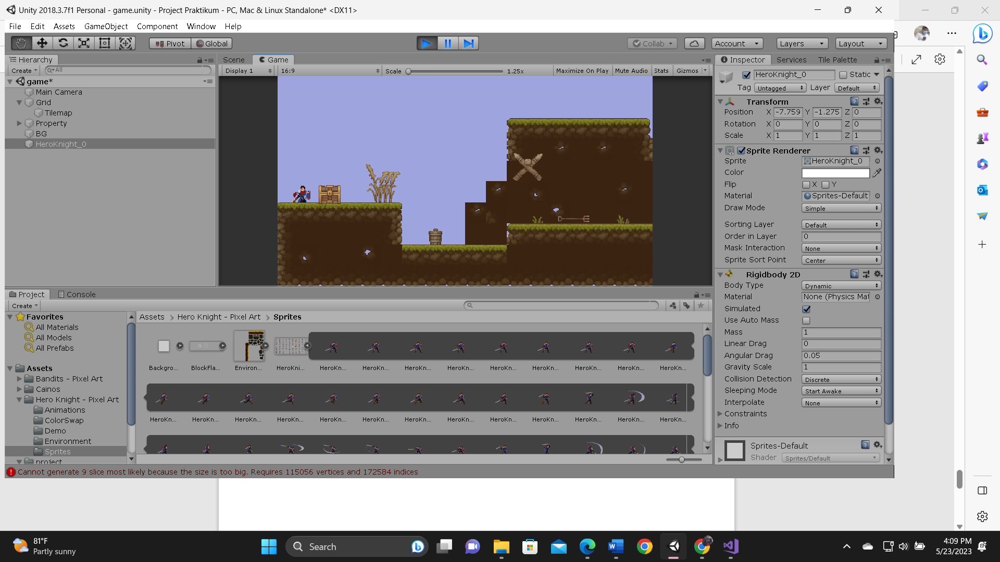 Unity 2018.3.7f1 Personal - game.unity - Project Praktikum - PC, Mac & Linux Standalone* <DX11>
File Edit Assets GameObject Component Window Help
Pivot Global Collab Account Layers Layout
Hierarchy
Create All
game*
Main Camera
Grid
Tilemap
Property
BG
HeroKnight_0
Scene Game
Display 1 16:9 Scale 1.25x Maximize On Play Mute Audio Stats Gizmos
Inspector Services Tile Palette
HeroKnight_0 Static
Tag Untagged Layer Default
Transform
Position X -7.759 Y -1.275 Z 0
Rotation X 0 Y 0 Z 0
Scale X 1 Y 1 Z 1
Sprite Renderer
Sprite HeroKnight_0
Color
Flip X Y
Material Sprites-Default
Draw Mode Simple
Sorting Layer Default
Order in Layer 0
Mask Interaction None
Sprite Sort Point Center
Rigidbody 2D
Body Type Dynamic
Material None (Physics Mat
Simulated
Use Auto Mass
Mass 1
Linear Drag 0
Angular Drag 0.05
Gravity Scale 1
Collision Detection Discrete
Sleeping Mode Start Awake
Interpolate None
Constraints
Info
Sprites-Default
Shader Sprites/Default
Project Console
Create
Favorites
All Materials
All Models
All Prefabs
Assets
Bandits - Pixel Art
Cainos
Hero Knight - Pixel Art
Animations
ColorSwap
Demo
Environment
Sprites
project
Assets > Hero Knight - Pixel Art > Sprites
Backgro... BlockFla... Environ... HeroKni... HeroKn... HeroKn... HeroKn... HeroKn... HeroKn... HeroKn... HeroKn... HeroKn... HeroKn...
HeroKn... HeroKn... HeroKn... HeroKn... HeroKn... HeroKn... HeroKn... HeroKn... HeroKn... HeroKn... HeroKn... HeroKn... HeroKn...
Cannot generate 9 slice most likely because the size is too big. Requires 115056 vertices and 172584 indices
81°F
Partly sunny
Search
4:09 PM
5/23/2023